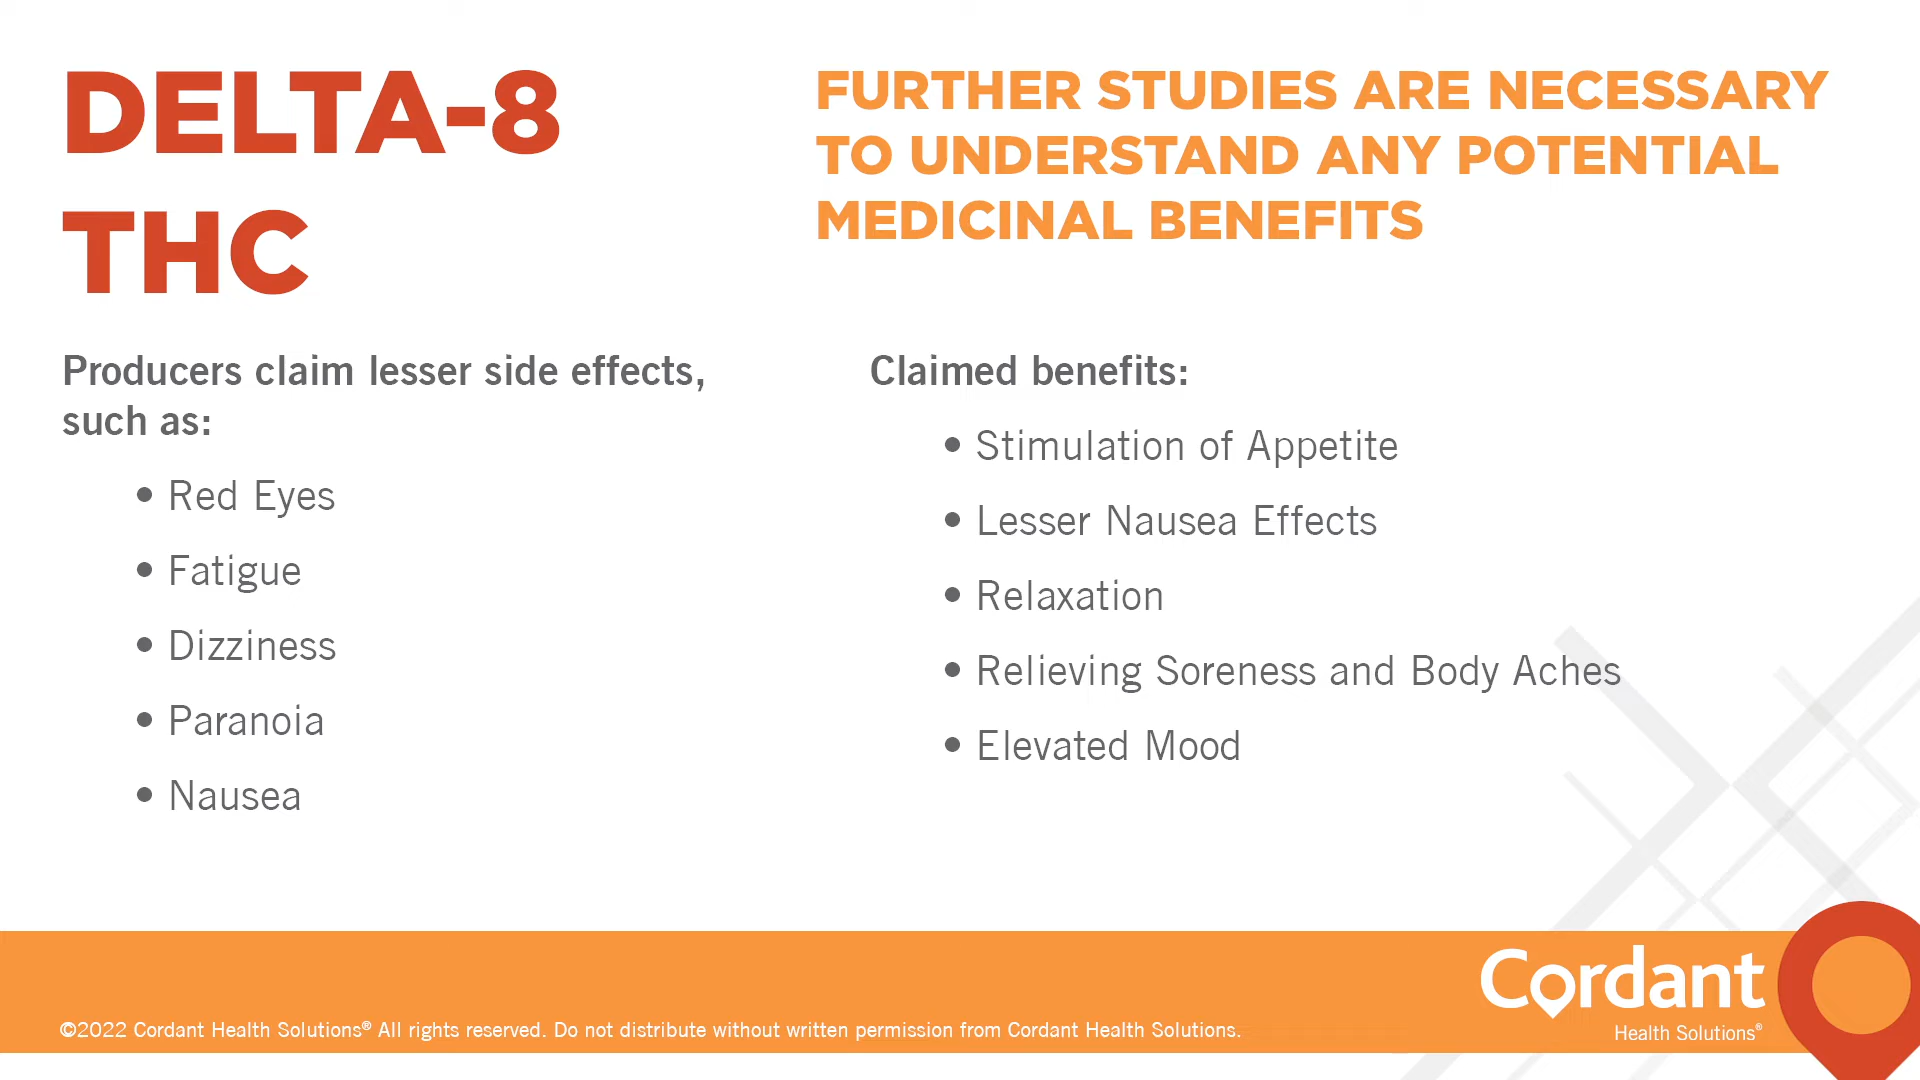 DELTA-8
THC
FURTHER STUDIES ARE NECESSARY
TO UNDERSTAND ANY POTENTIAL
MEDICINAL BENEFITS
Producers claim lesser side effects,
such as:
• Red Eyes
• Fatigue
• Dizziness
• Paranoia
• Nausea
Claimed benefits:
• Stimulation of Appetite
• Lesser Nausea Effects
• Relaxation
• Relieving Soreness and Body Aches
• Elevated Mood
©2022 Cordant Health Solutions® All rights reserved. Do not distribute without written permission from Cordant Health Solutions.
Cordant
Health Solutions®